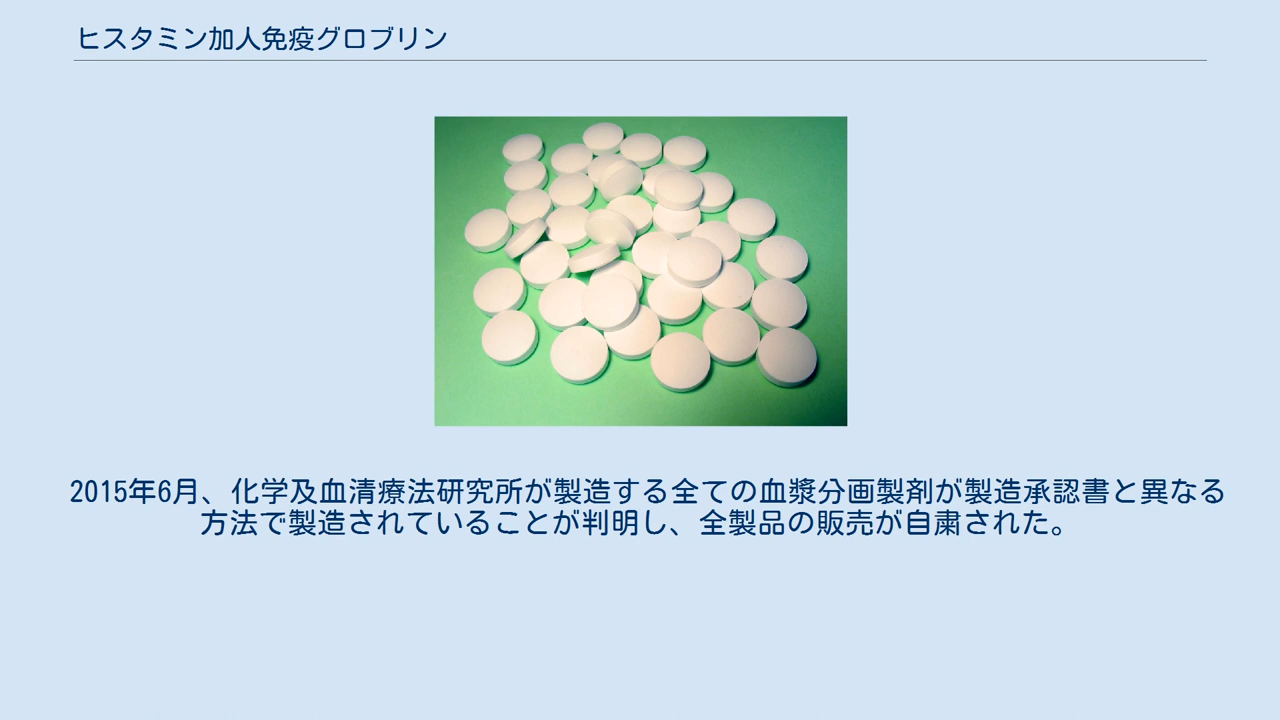 ヒスタミン加人免疫グロブリン
2015年6月、化学及血清療法研究所が製造する全ての血漿分画製剤が製造承認書と異なる
方法で製造されていることが判明し、全製品の販売が自粛された。